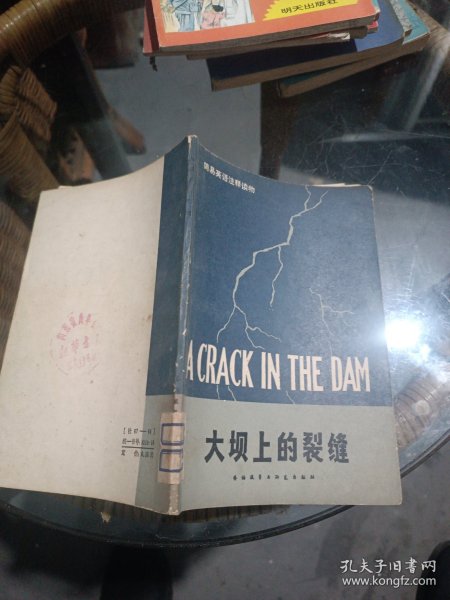 明天出版社
简易英语注释读物
A CRACK IN THE DAM
大坝上的裂缝
孔夫子旧书网
www.kongfz.com